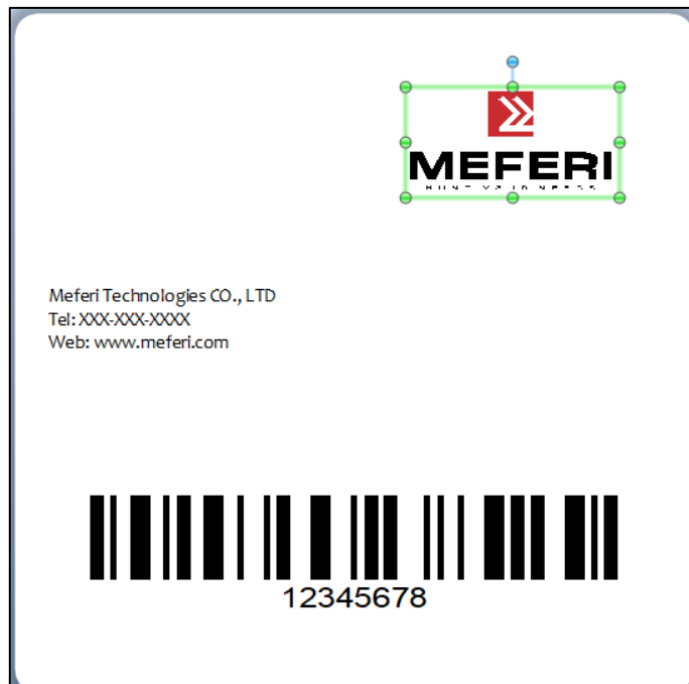 MEFERI
Meferi Technologies CO., LTD
Tel: XXX-XXX-XXXX
Web: www.meferi.com
12345678